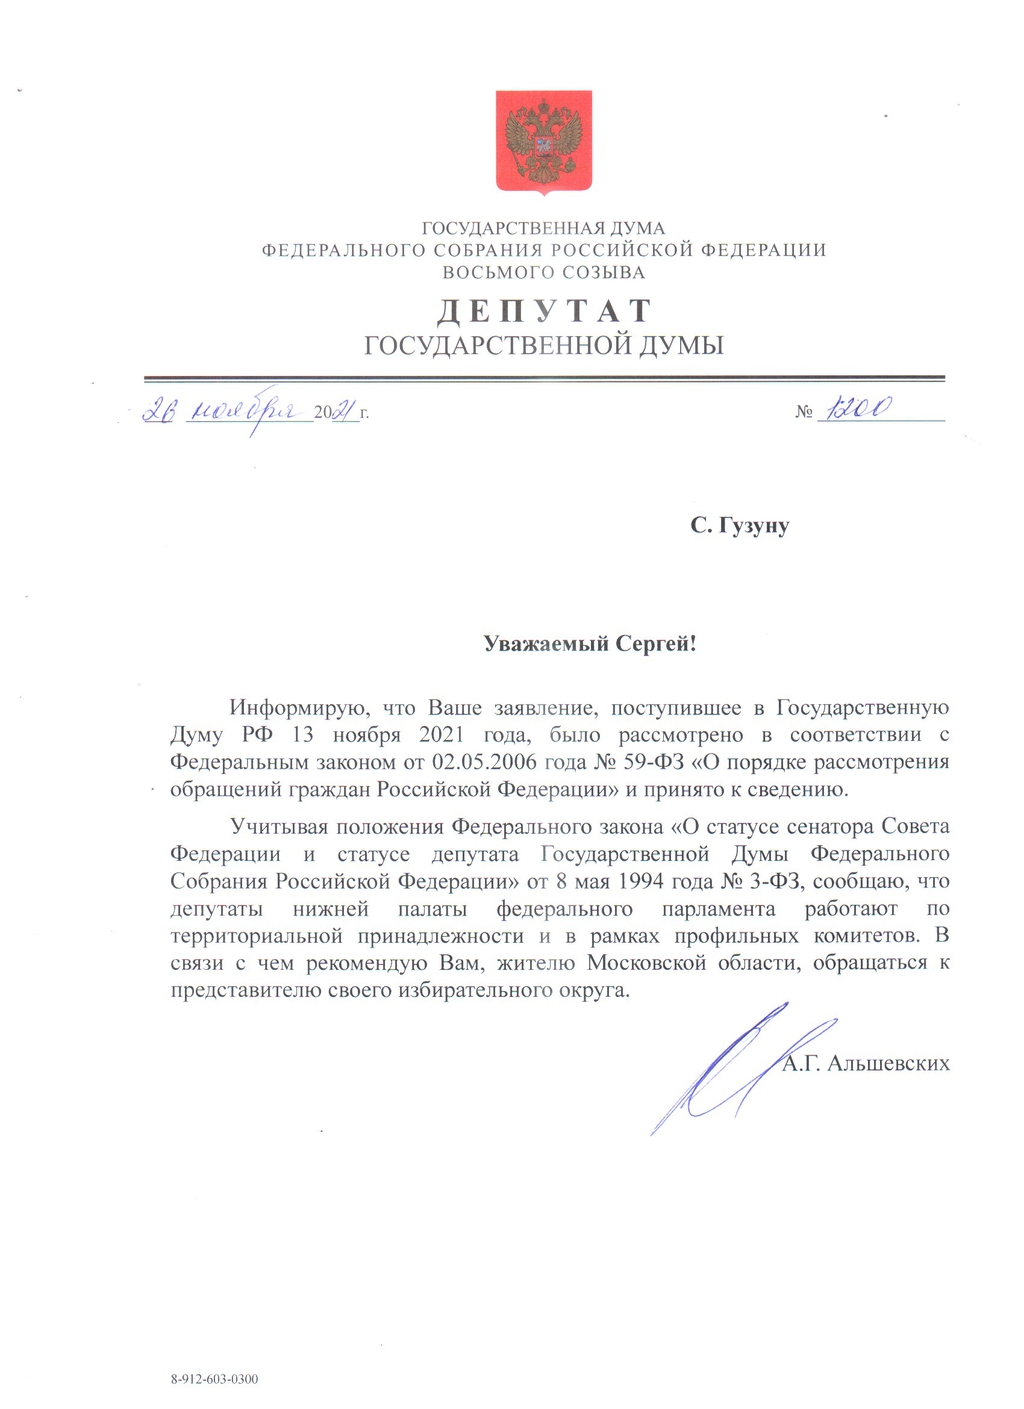 ГОСУДАРСТВЕННАЯ ДУМА
ФЕДЕРАЛЬНОГО СОБРАНИЯ РОССИЙСКОЙ ФЕДЕРАЦИИ
ВОСЬМОГО СОЗЫВА
ДЕПУТАТ
ГОСУДАРСТВЕННОЙ ДУМЫ
26 ноября 2021 г. № 1200
С. Гузуну
Уважаемый Сергей!
Информирую, что Ваше заявление, поступившее в Государственную
Думу РФ 13 ноября 2021 года, было рассмотрено в соответствии с
Федеральным законом от 02.05.2006 года № 59-ФЗ «О порядке рассмотрения
обращений граждан Российской Федерации» и принято к сведению.
Учитывая положения Федерального закона «О статусе сенатора Совета
Федерации и статусе депутата Государственной Думы Федерального
Собрания Российской Федерации» от 8 мая 1994 года № 3-ФЗ, сообщаю, что
депутаты нижней палаты федерального парламента работают по
территориальной принадлежности и в рамках профильных комитетов. В
связи с чем рекомендую Вам, жителю Московской области, обращаться к
представителю своего избирательного округа.
А.Г. Альшевских
8-912-603-0300